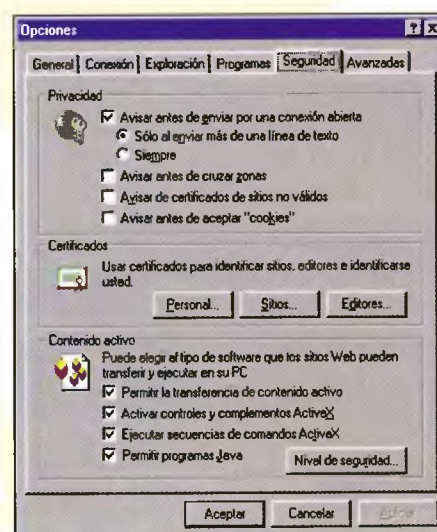 Opciones
General Conexión Exploración Programas Seguridad Avanzadas
Privacidad
Avisar antes de enviar por una conexión abierta
Sólo al enviar más de una línea de texto
Siempre
Avisar antes de cruzar zonas
Avisar de certificados de sitios no válidos
Avisar antes de aceptar "cookies"
Certificados
Usar certificados para identificar sitios, editores e identificarse
usted.
Personal... Sitios... Editores...
Contenido activo
Puede elegir el tipo de software que los sitios Web pueden
transferir y ejecutar en su PC
Permitir la transferencia de contenido activo
Activar controles y complementos ActiveX
Ejecutar secuencias de comandos ActiveX
Permitir programas Java
Nivel de seguridad...
Aceptar Cancelar